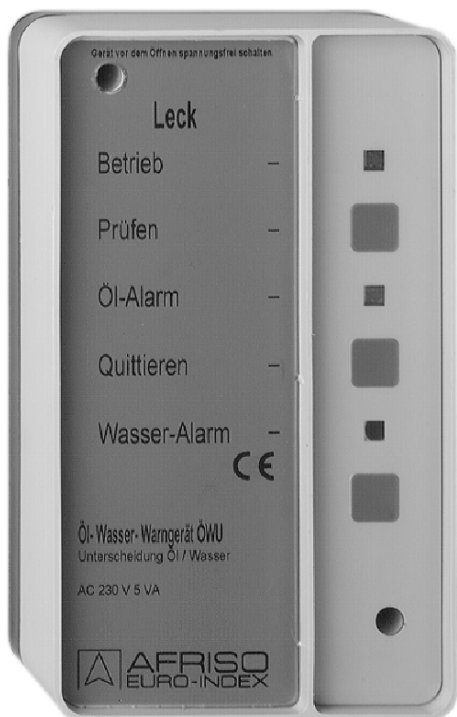 Gerät vor dem Öffnen spannungsfrei schalten.
Leck
Betrieb –
Prüfen –
Öl-Alarm –
Quittieren –
Wasser-Alarm –
CE
Öl-Wasser-Warngerät ÖWU
Unterscheidung Öl / Wasser
AC 230 V 5 VA
AFRISO
EURO-INDEX